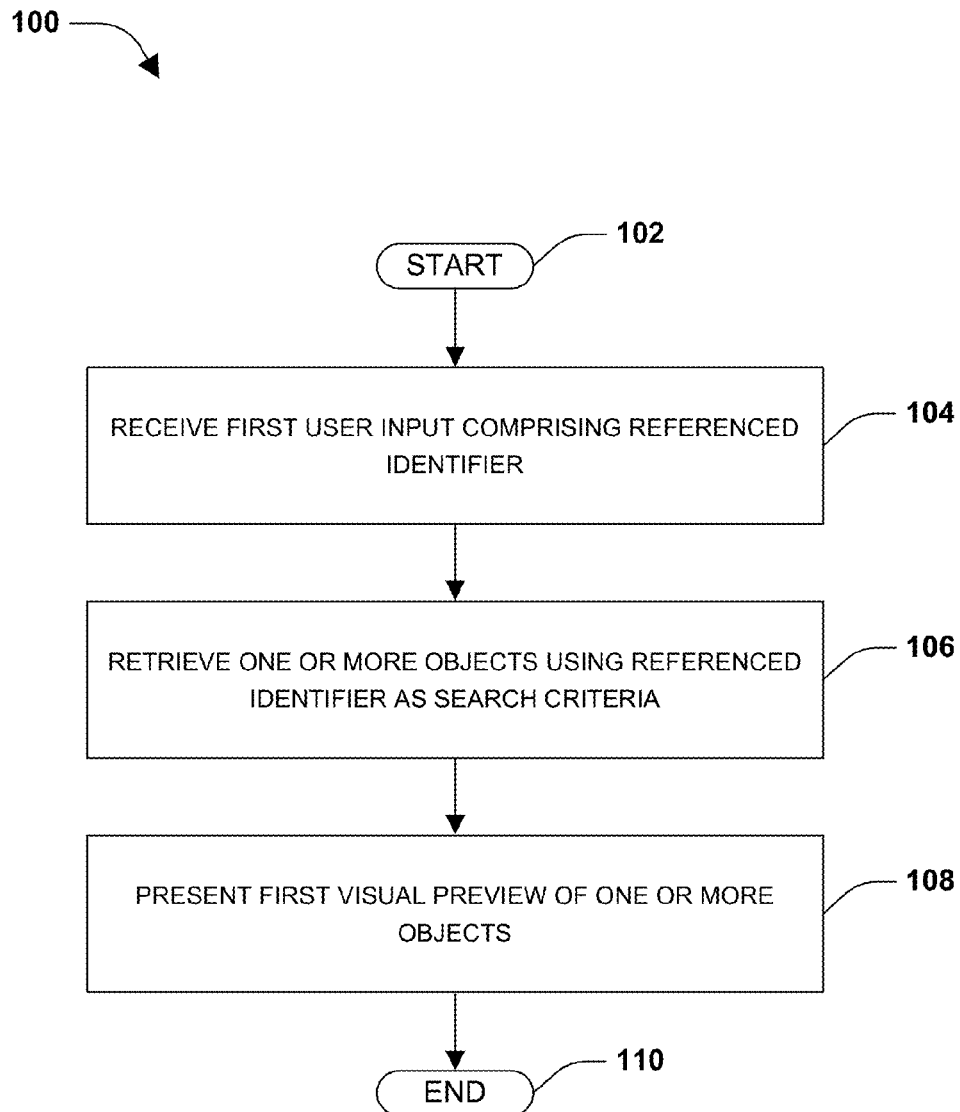 100
102
START
104
RECEIVE FIRST USER INPUT COMPRISING REFERENCED
IDENTIFIER
106
RETRIEVE ONE OR MORE OBJECTS USING REFERENCED
IDENTIFIER AS SEARCH CRITERIA
108
PRESENT FIRST VISUAL PREVIEW OF ONE OR MORE
OBJECTS
110
END